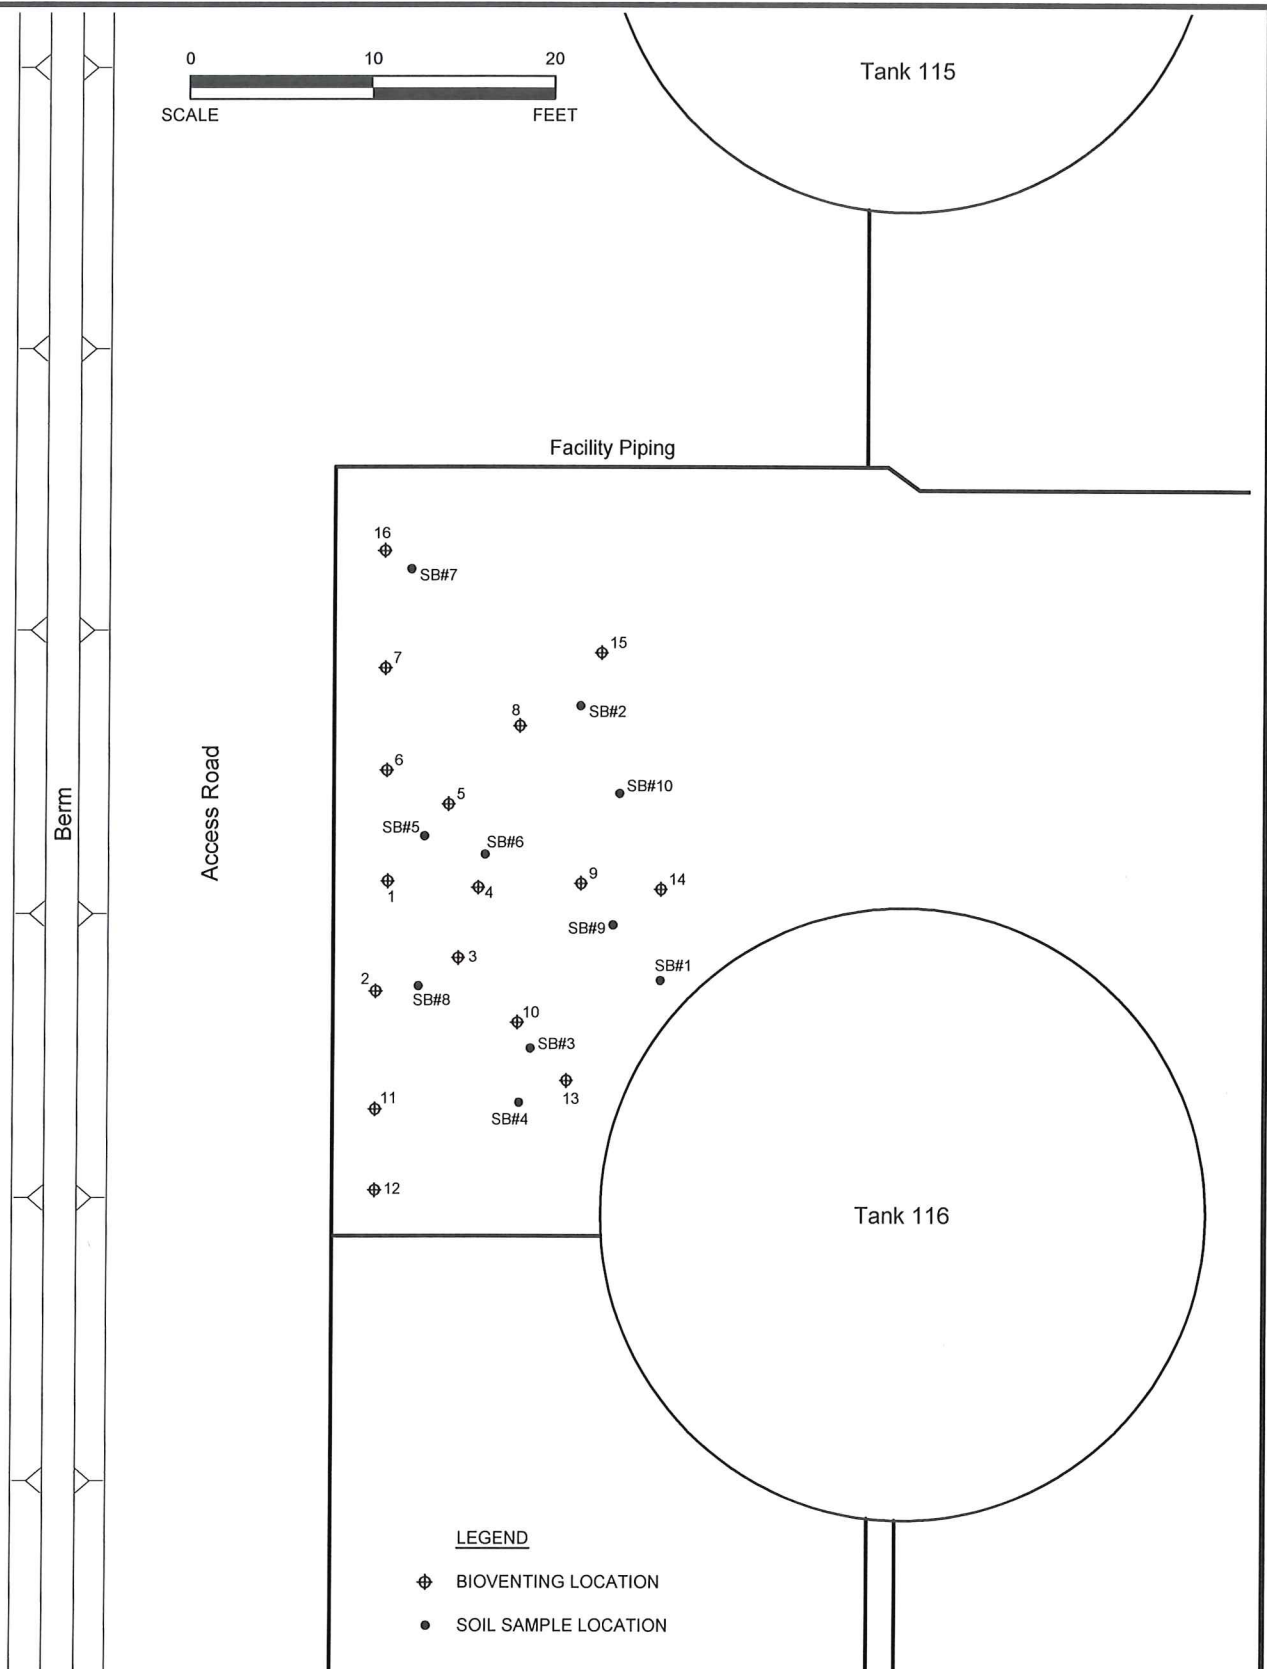 0 10 20
SCALE FEET
Tank 115
Facility Piping
16
SB#7
15
7
SB#2
8
6
SB#10
5
SB#5
SB#6
9
14
4
1
SB#9
3
SB#1
2
SB#8
10
SB#3
13
11
SB#4
12
Berm
Access Road
Tank 116
LEGEND
BIOVENTING LOCATION
SOIL SAMPLE LOCATION